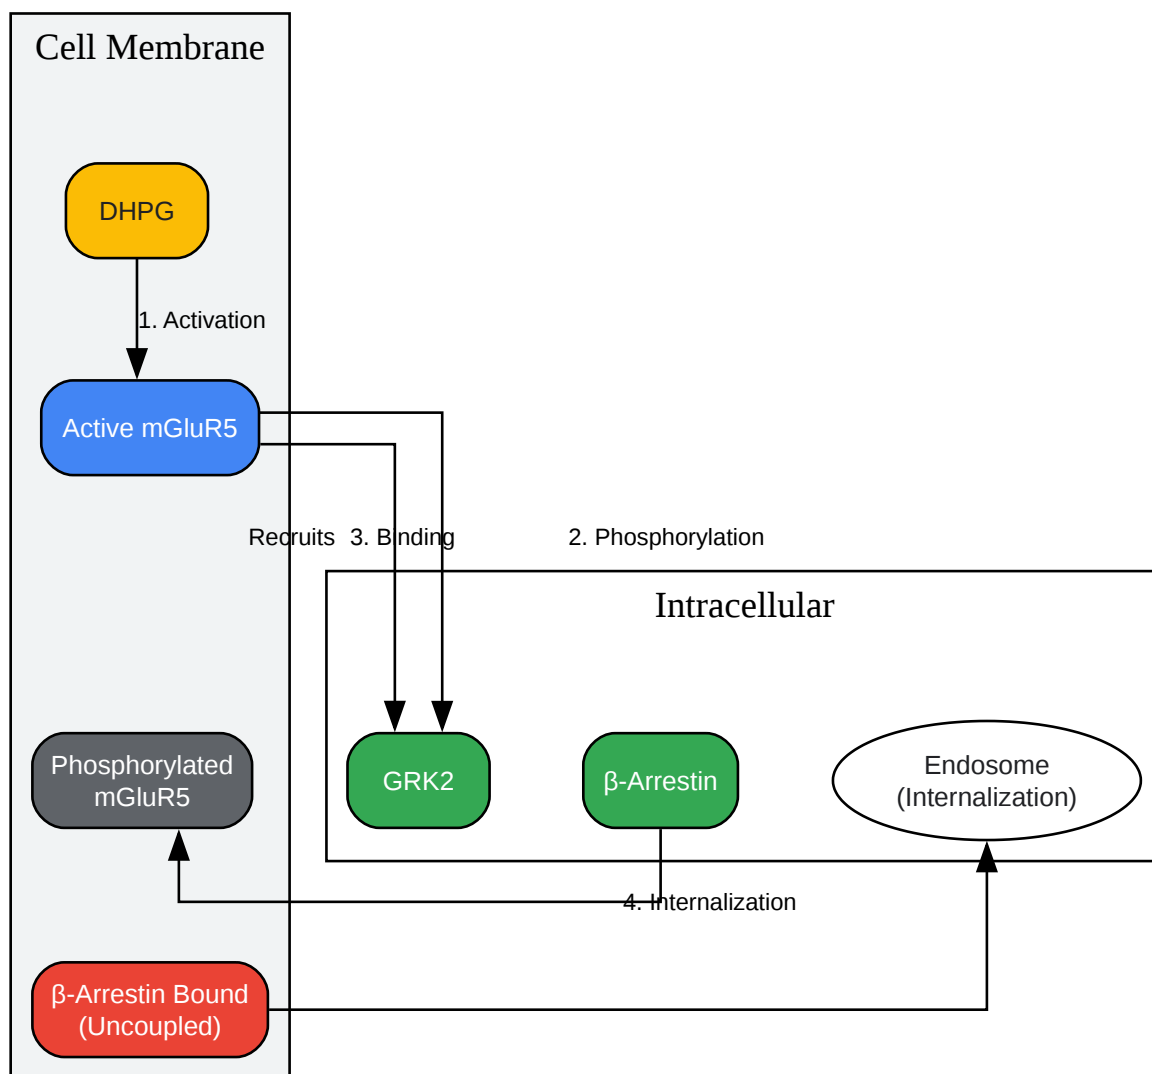 Cell Membrane
DHPG
1. Activation
Active mGluR5
Recruits
3. Binding
2. Phosphorylation
Intracellular
Phosphorylated
mGluR5
GRK2
β-Arrestin
Endosome
(Internalization)
4. Internalization
β-Arrestin Bound
(Uncoupled)